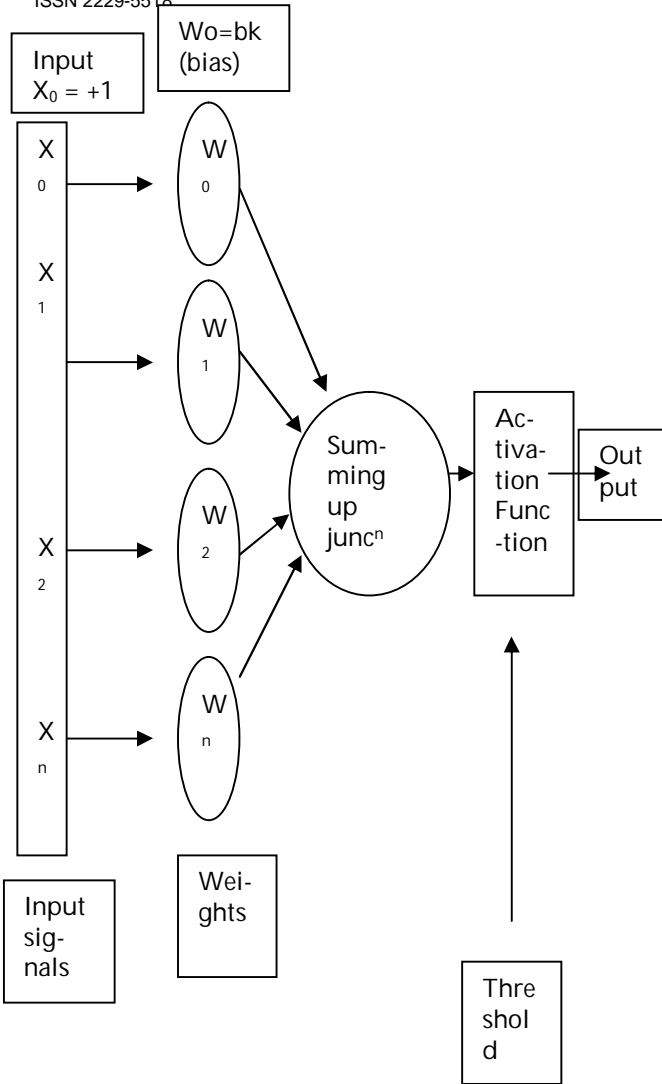 ISSN 2229-5518
Wo=bk
(bias)
Input
X₀ = +1
X
0
W
0
X
1
W
1
X
2
W
2
X
n
W
n
Sum-
ming
up
juncⁿ
Ac-
tiva-
tion
Func
-tion
Out
put
Input
sig-
nals
Wei-
ghts
Thre
shol
d